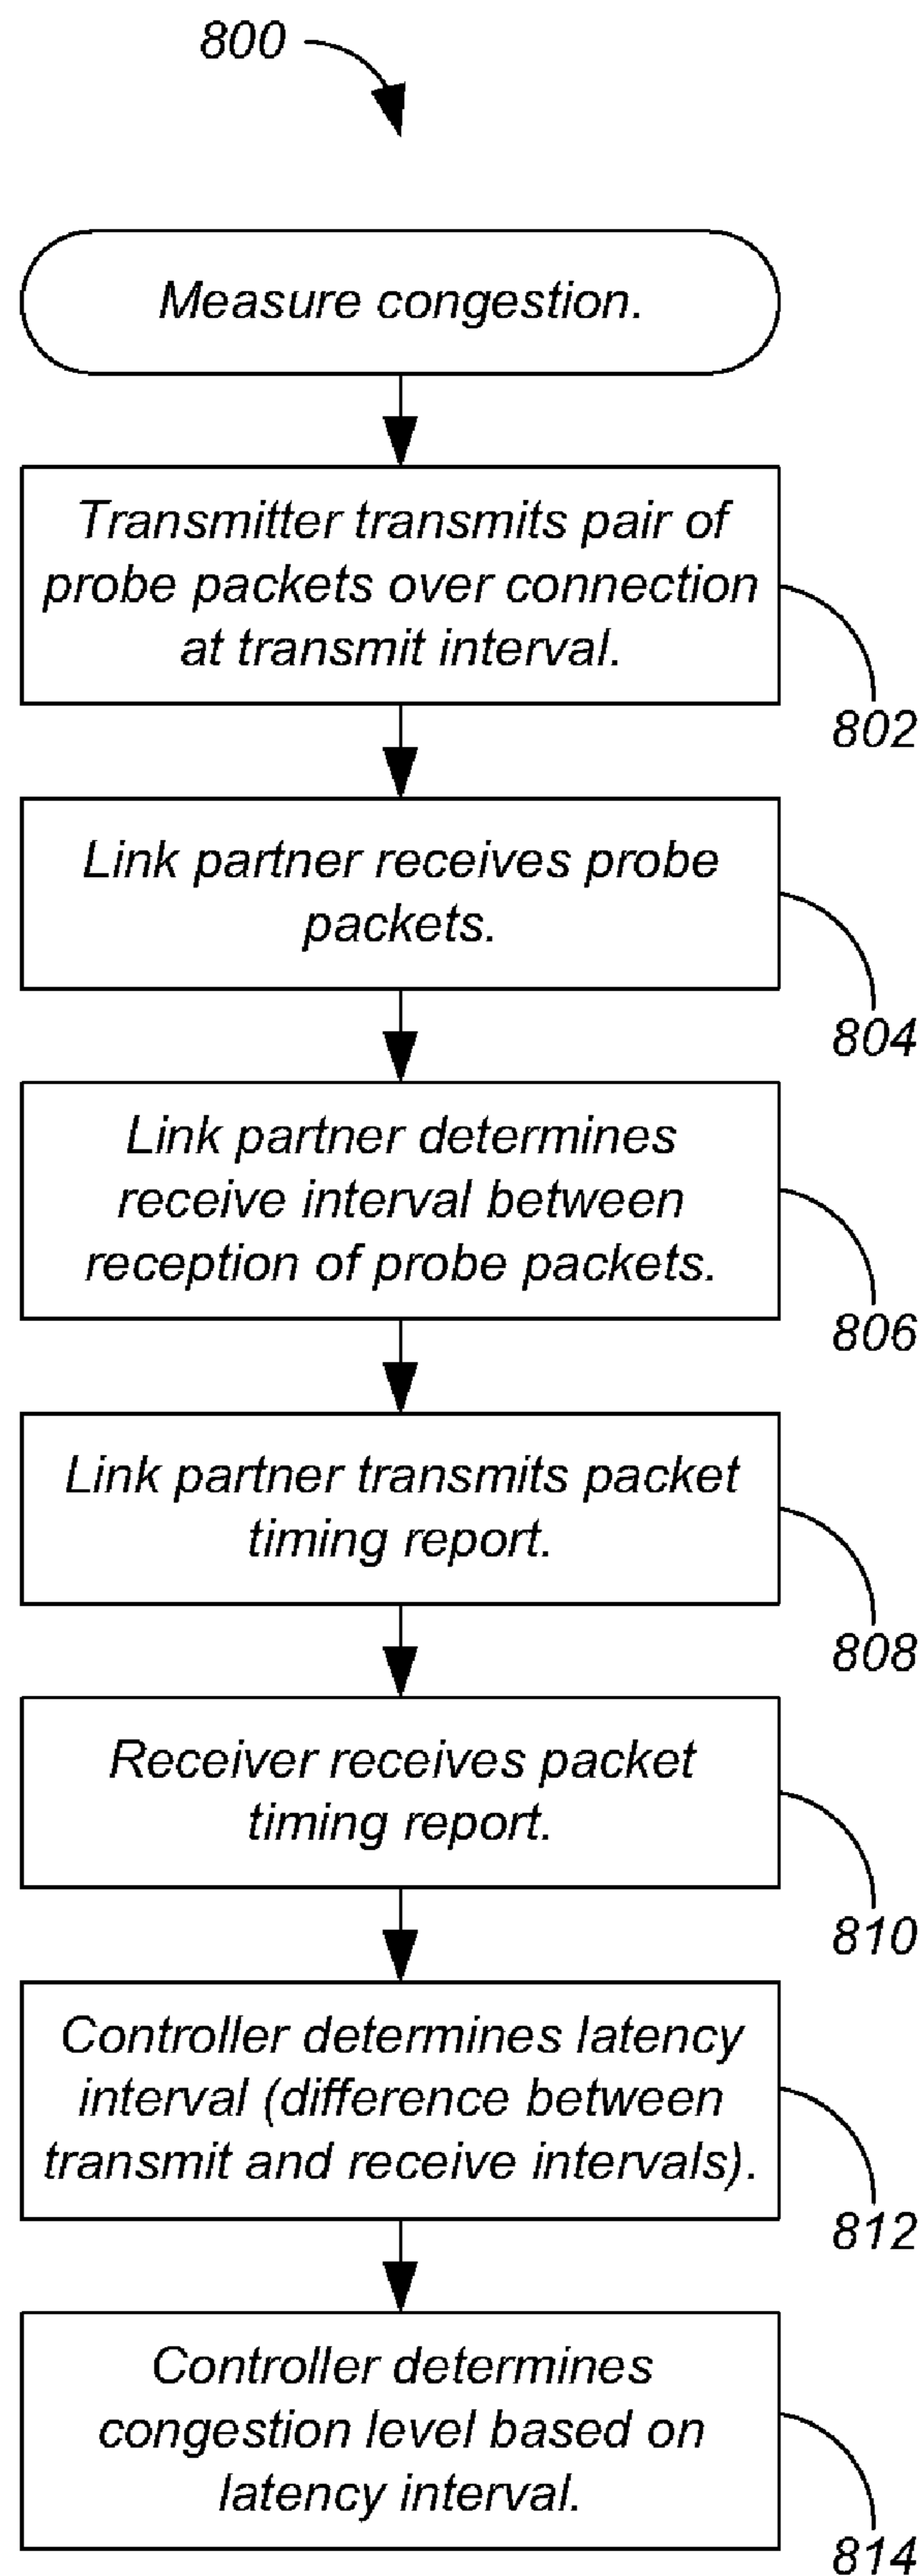 800
Measure congestion.
Transmitter transmits pair of
probe packets over connection
at transmit interval.
802
Link partner receives probe
packets.
804
Link partner determines
receive interval between
reception of probe packets.
806
Link partner transmits packet
timing report.
808
Receiver receives packet
timing report.
810
Controller determines latency
interval (difference between
transmit and receive intervals).
812
Controller determines
congestion level based on
latency interval.
814